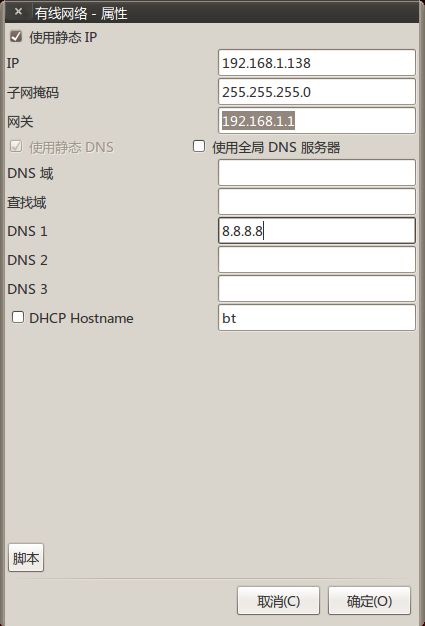 有线网络 - 属性
使用静态 IP
IP 192.168.1.138
子网掩码 255.255.255.0
网关 192.168.1.1
使用静态 DNS 使用全局 DNS 服务器
DNS 域
查找域
DNS 1 8.8.8.8
DNS 2
DNS 3
DHCP Hostname bt
脚本
取消(C) 确定(O)